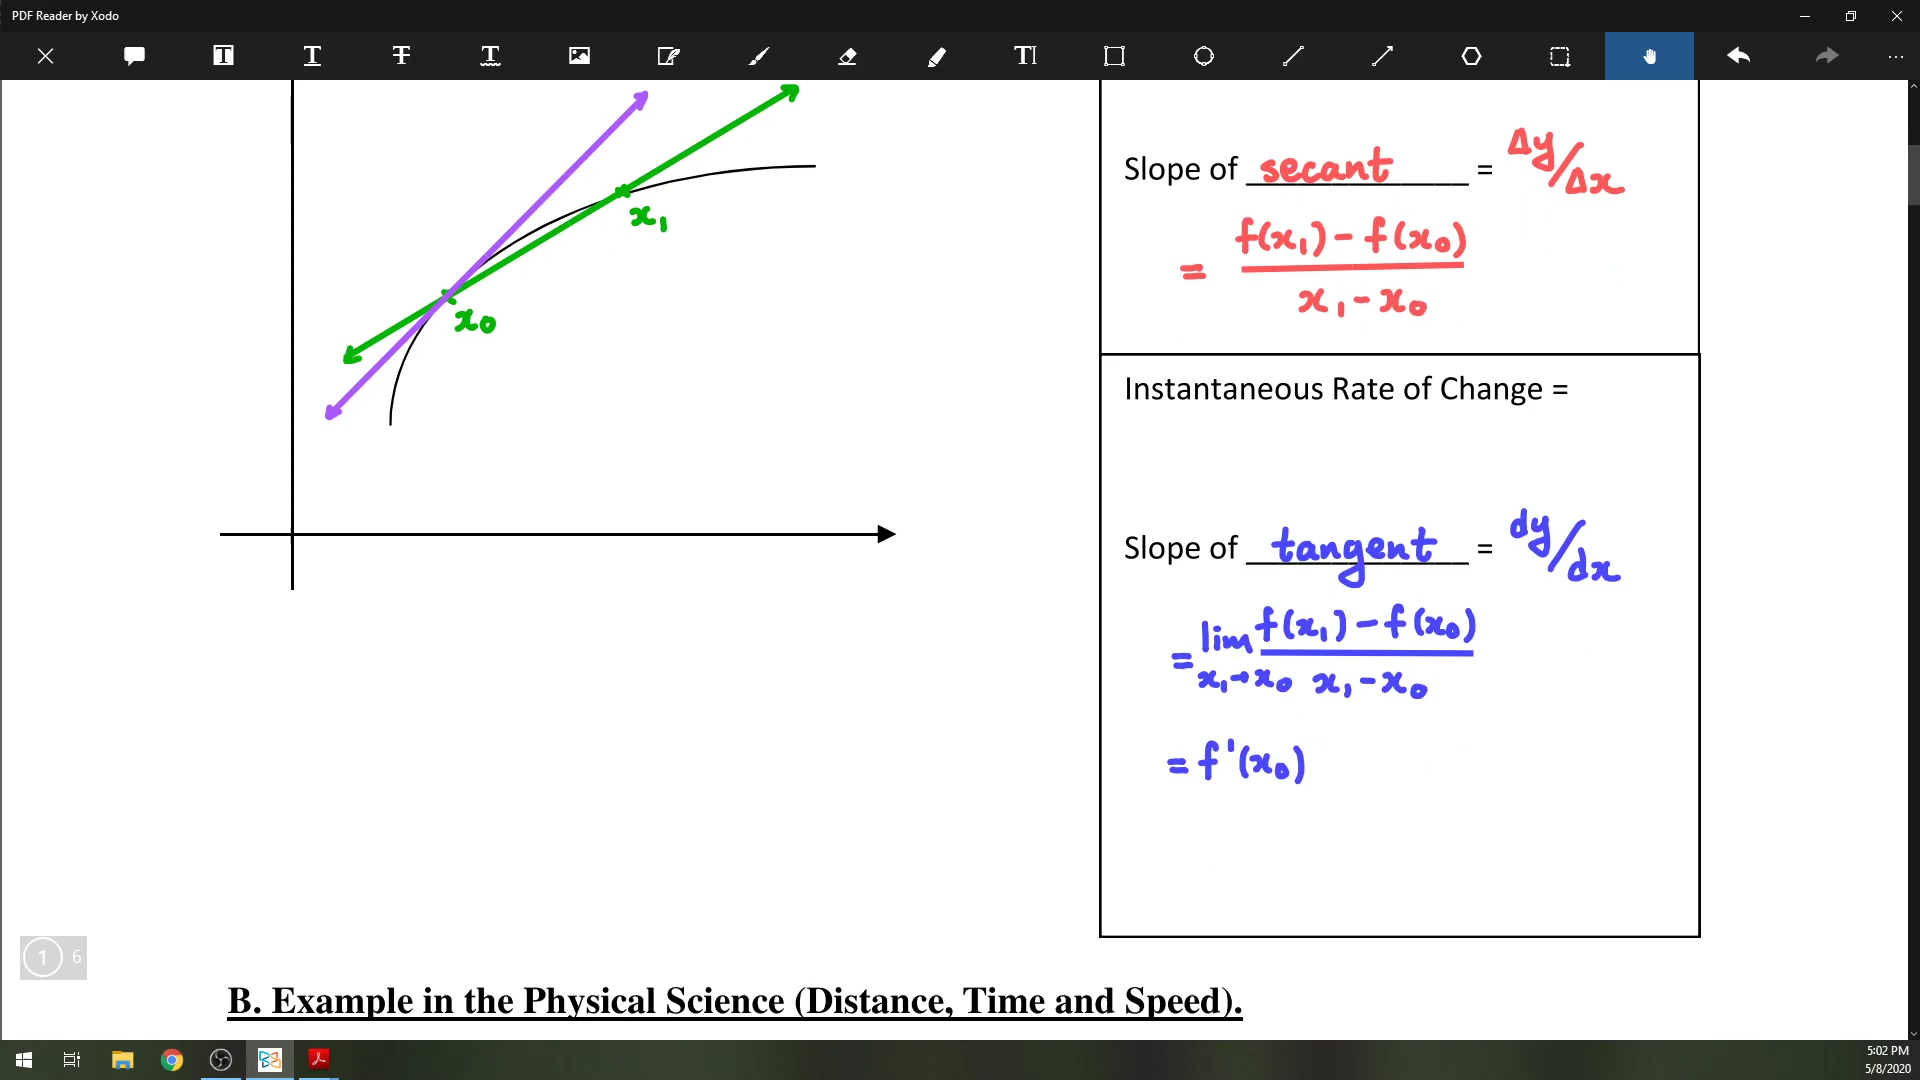 PDF Reader by Xodo
x₁
x₀
Slope of secant = Δy/Δx
= f(x₁) - f(x₀)
x₁ - x₀
Instantaneous Rate of Change =
Slope of tangent = dy/dx
= lim f(x₁) - f(x₀)
x₁→x₀ x₁ - x₀
= f'(x₀)
1 6
B. Example in the Physical Science (Distance, Time and Speed).
5:02 PM
5/8/2020